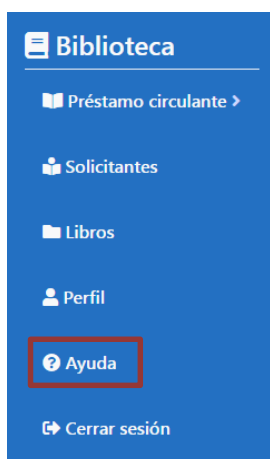 Biblioteca
Préstamo circulante >
Solicitantes
Libros
Perfil
Ayuda
Cerrar sesión